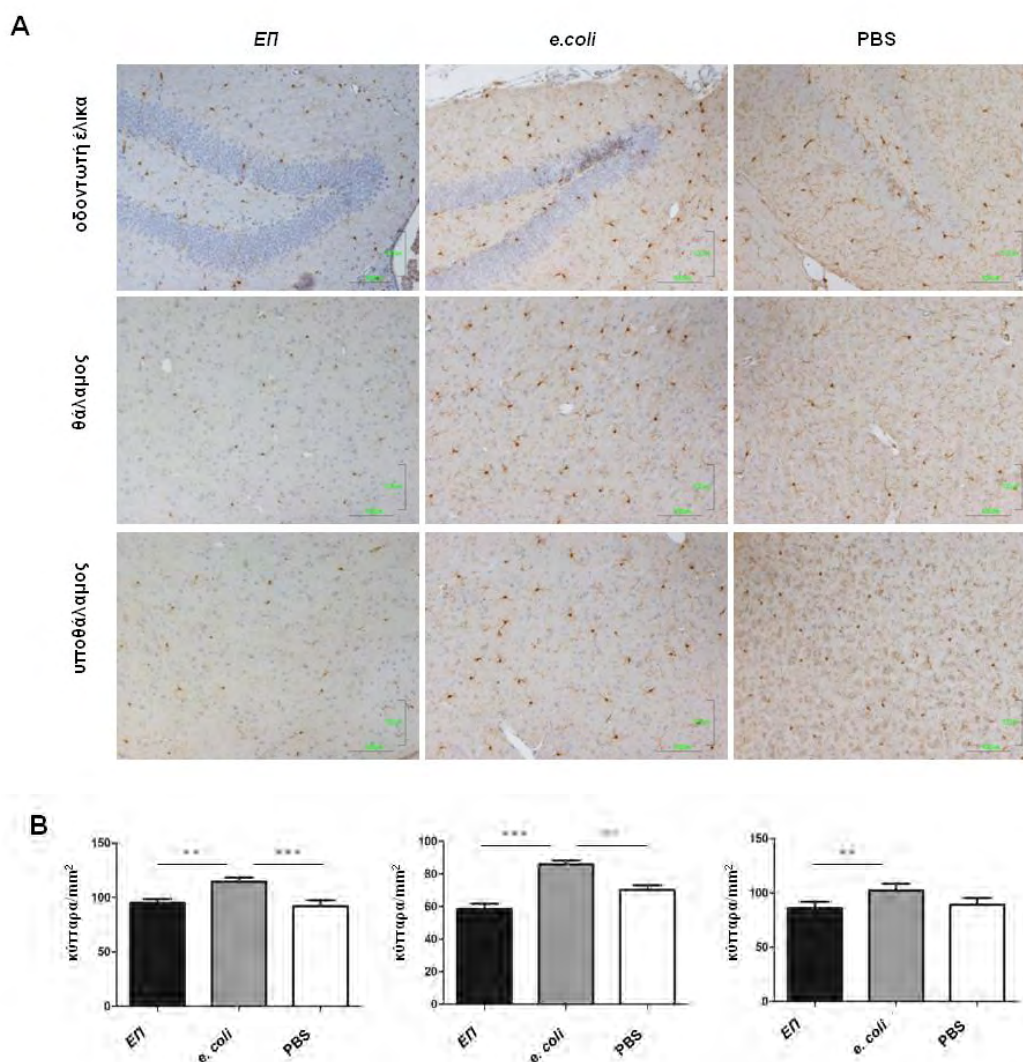 A
ΕΠ e.coli PBS
οδοντωτή έλικα
θάλαμος
υποθάλαμος
B
κύτταρα/mm²
150
100
50
0
** ***
ΕΠ e. coli PBS
κύτταρα/mm²
100
80
60
40
20
0
***
ΕΠ e. coli PBS
κύτταρα/mm²
150
100
50
0
**
ΕΠ e. coli PBS